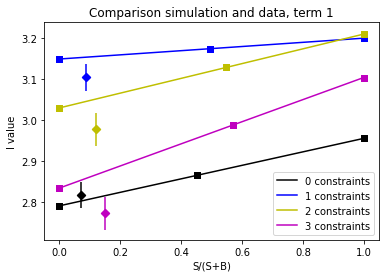 Comparison simulation and data, term 1
I value
3.2
3.1
3.0
2.9
2.8
0.0 0.2 0.4 0.6 0.8 1.0
S/(S+B)
0 constraints
1 constraints
2 constraints
3 constraints